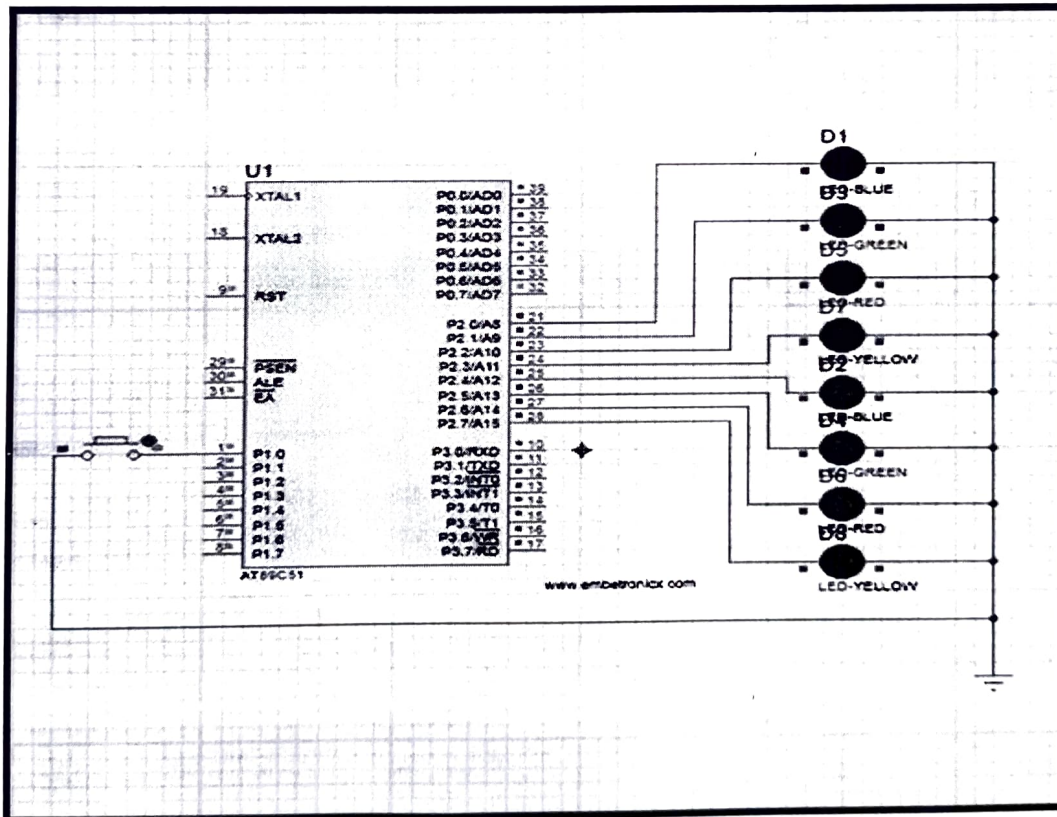 U1
19
XTAL1
18
XTAL2
9
RST
29
PSEN
30
ALE
31
EA
1
P1.0
2
P1.1
3
P1.2
4
P1.3
5
P1.4
6
P1.5
7
P1.6
8
P1.7
AT89C51
P0.0/AD0
39
P0.1/AD1
38
P0.2/AD2
37
P0.3/AD3
36
P0.4/AD4
35
P0.5/AD5
34
P0.6/AD6
33
P0.7/AD7
32
P2.0/A8
21
P2.1/A9
22
P2.2/A10
23
P2.3/A11
24
P2.4/A12
25
P2.5/A13
26
P2.6/A14
27
P2.7/A15
28
P3.0/RXD
10
P3.1/TXD
11
P3.2/INT0
12
P3.3/INT1
13
P3.4/T0
14
P3.5/T1
15
P3.6/WR
16
P3.7/RD
17
www.embetronicx.com
D1
LED-BLUE
D3
LED-GREEN
D5
LED-RED
D7
LED-YELLOW
D2
LED-BLUE
D4
LED-GREEN
D6
LED-RED
D8
LED-YELLOW